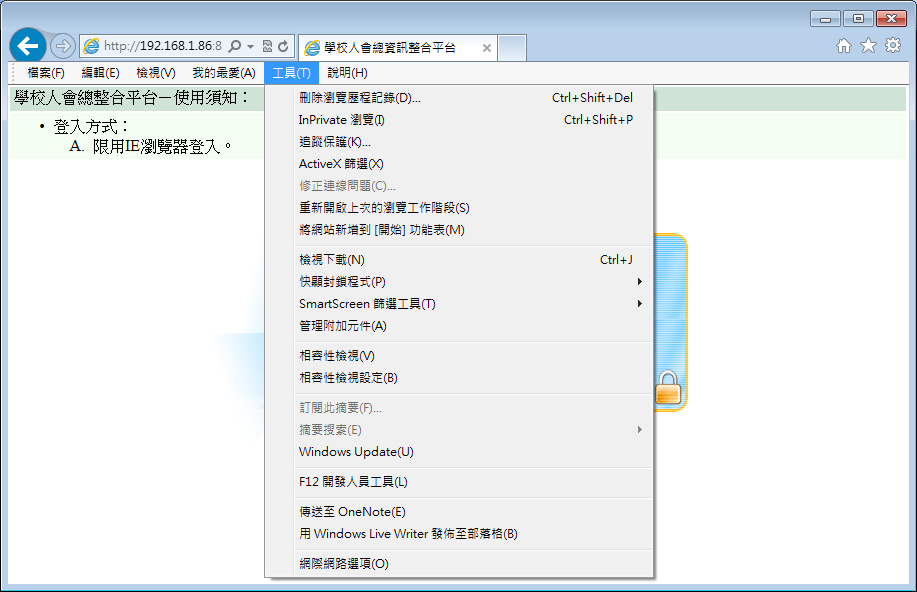 http://192.168.1.86:8
學校人會總資訊整合平台
檔案(F) 編輯(E) 檢視(V) 我的最愛(A) 工具(T) 說明(H)
學校人會總整合平台－使用須知：
• 登入方式：
A. 限用IE瀏覽器登入。
刪除瀏覽歷程記錄(D)... Ctrl+Shift+Del
InPrivate 瀏覽(I) Ctrl+Shift+P
追蹤保護(K)...
ActiveX 篩選(X)
修正連線問題(C)...
重新開啟上次的瀏覽工作階段(S)
將網站新增到 [開始] 功能表(M)
檢視下載(N) Ctrl+J
快顯封鎖程式(P)
SmartScreen 篩選工具(T)
管理附加元件(A)
相容性檢視(V)
相容性檢視設定(B)
訂閱此摘要(F)...
摘要搜索(E)
Windows Update(U)
F12 開發人員工具(L)
傳送至 OneNote(E)
用 Windows Live Writer 發佈至部落格(B)
網際網路選項(O)